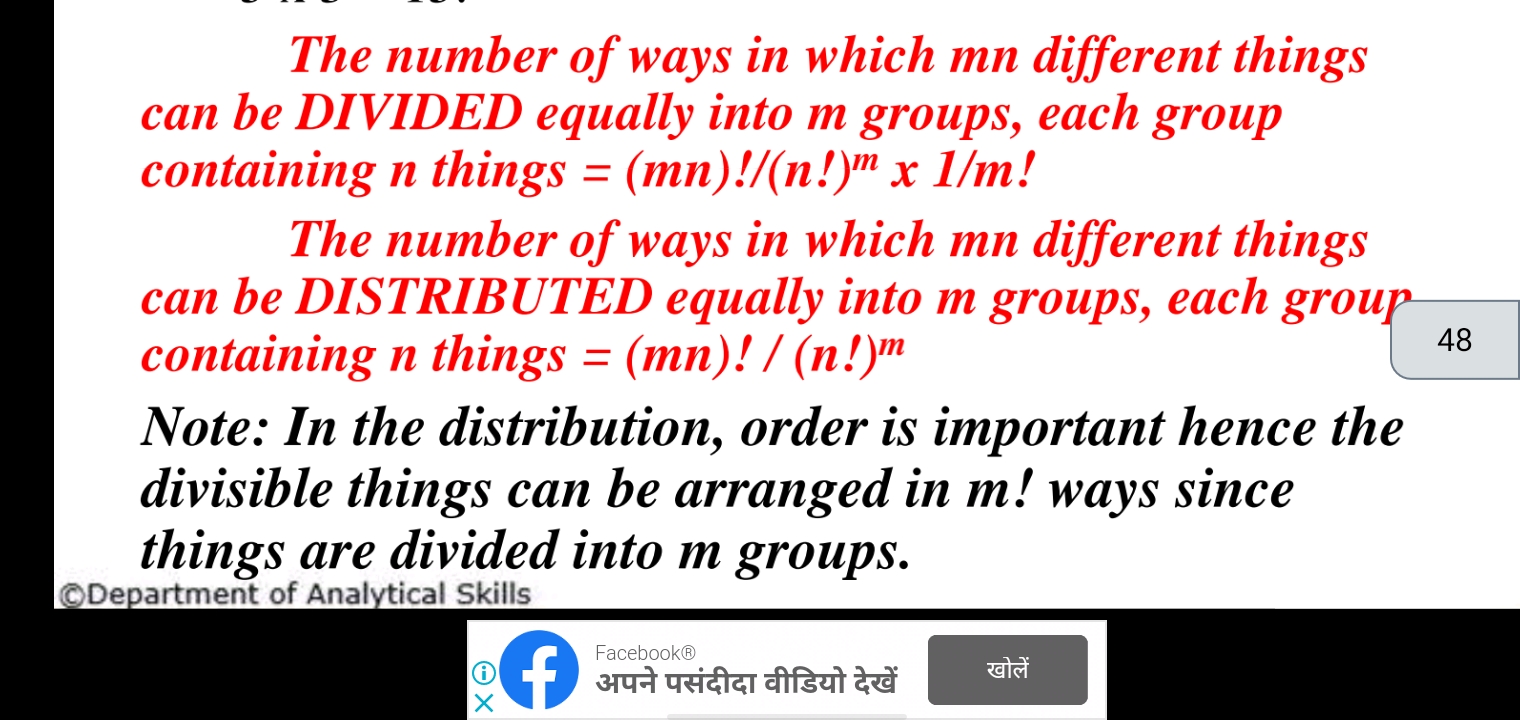 The number of ways in which mn different things
can be DIVIDED equally into m groups, each group
containing n things = (mn)!/(n!)ᵐ x 1/m!
The number of ways in which mn different things
can be DISTRIBUTED equally into m groups, each group
containing n things = (mn)! / (n!)ᵐ
48
Note: In the distribution, order is important hence the
divisible things can be arranged in m! ways since
things are divided into m groups.
©Department of Analytical Skills
Facebook®
अपने पसंदीदा वीडियो देखें
खोलें